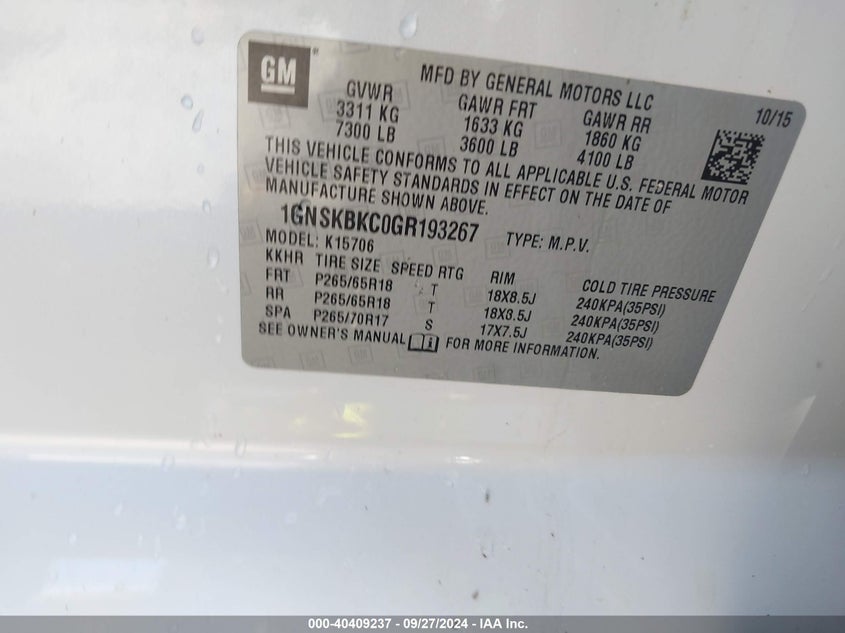 GM
MFD BY GENERAL MOTORS LLC
10/15
GVWR GAWR FRT GAWR RR
3311 KG 1633 KG 1860 KG
7300 LB 3600 LB 4100 LB
THIS VEHICLE CONFORMS TO ALL APPLICABLE U.S. FEDERAL MOTOR
VEHICLE SAFETY STANDARDS IN EFFECT ON THE DATE OF
MANUFACTURE SHOWN ABOVE.
1GNSKBKC0GR193267 TYPE: M.P.V.
MODEL: K15706
KKHR TIRE SIZE SPEED RTG RIM COLD TIRE PRESSURE
FRT P265/65R18 T 18X8.5J 240KPA(35PSI)
RR P265/65R18 T 18X8.5J 240KPA(35PSI)
SPA P265/70R17 S 17X7.5J 240KPA(35PSI)
SEE OWNER'S MANUAL FOR MORE INFORMATION.
000-40409237 - 09/27/2024 - IAA Inc.